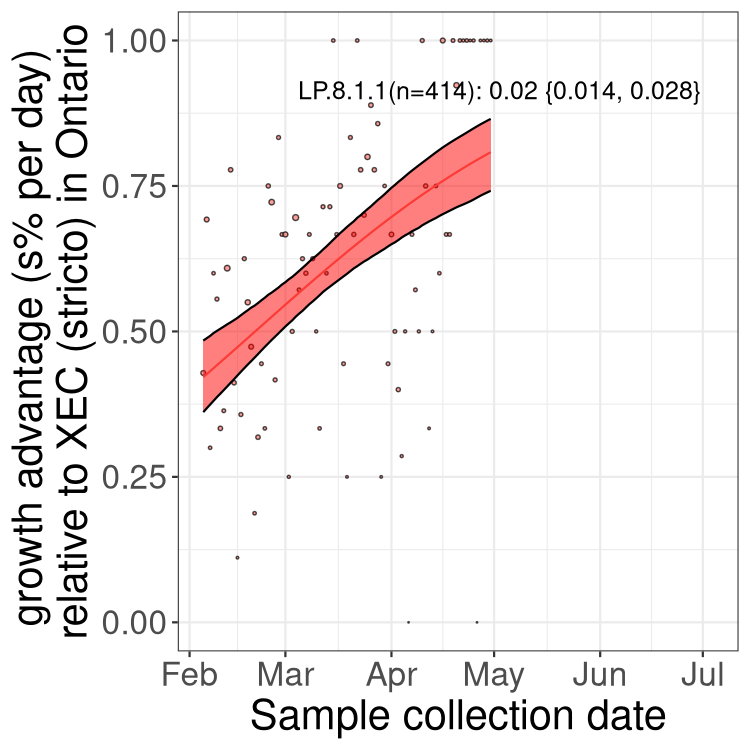 growth advantage (s% per day)
relative to XEC (stricto) in Ontario
1.00
0.75
0.50
0.25
0.00
LP.8.1.1(n=414): 0.02 {0.014, 0.028}
Feb Mar Apr May Jun Jul
Sample collection date